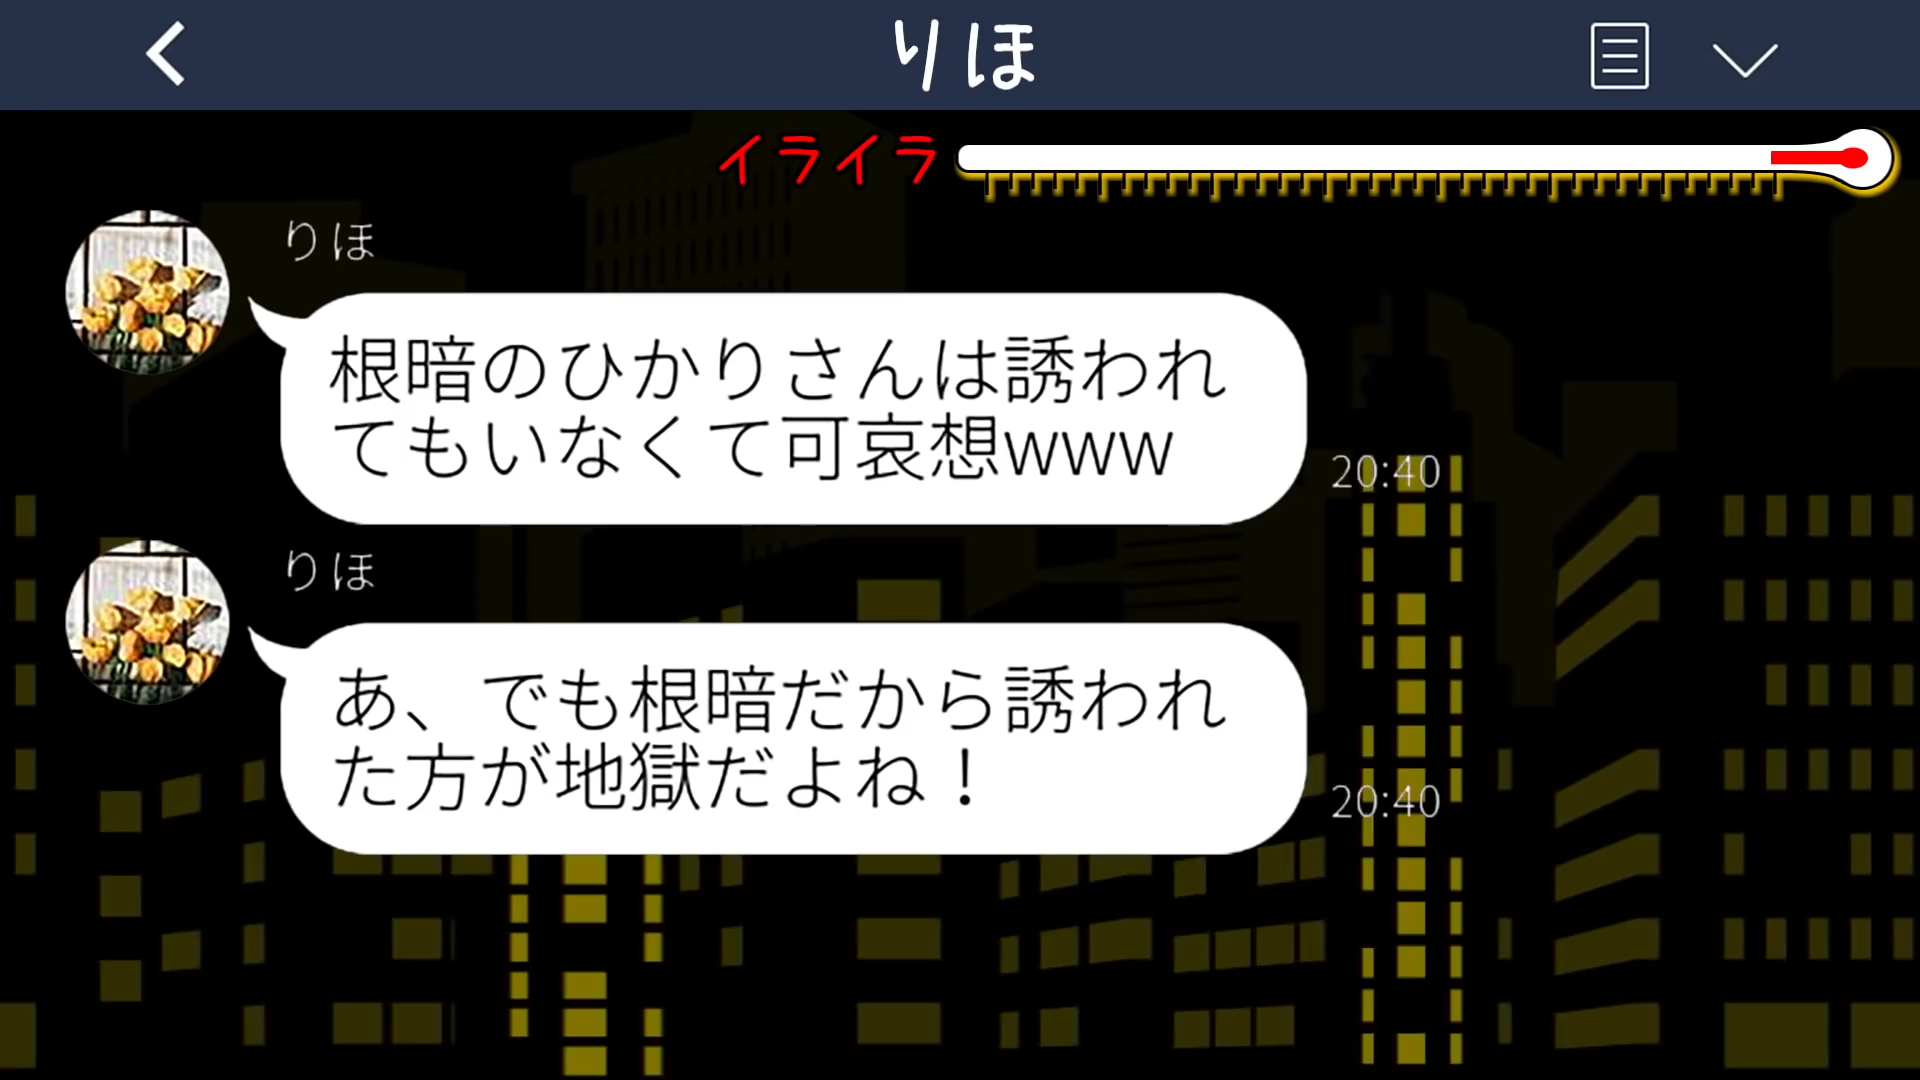 りほ
イライラ
りほ
根暗のひかりさんは誘われ
てもいなくて可哀想www
20:40
りほ
あ、でも根暗だから誘われ
た方が地獄だよね！
20:40